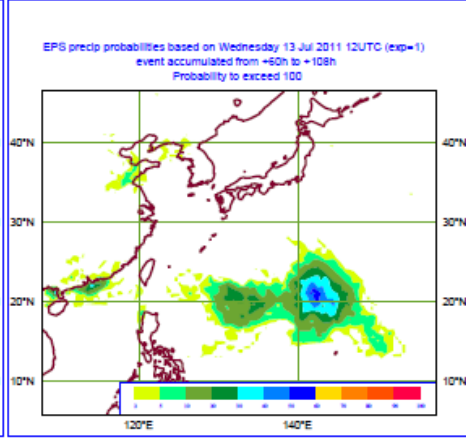 EPS precip probabilities based on Wednesday 13 Jul 2011 12UTC (exp=1)
event accumulated from +60h to +108h
Probability to exceed 100
40°N 40°N
30°N 30°N
20°N 20°N
10°N 10°N
120°E 140°E